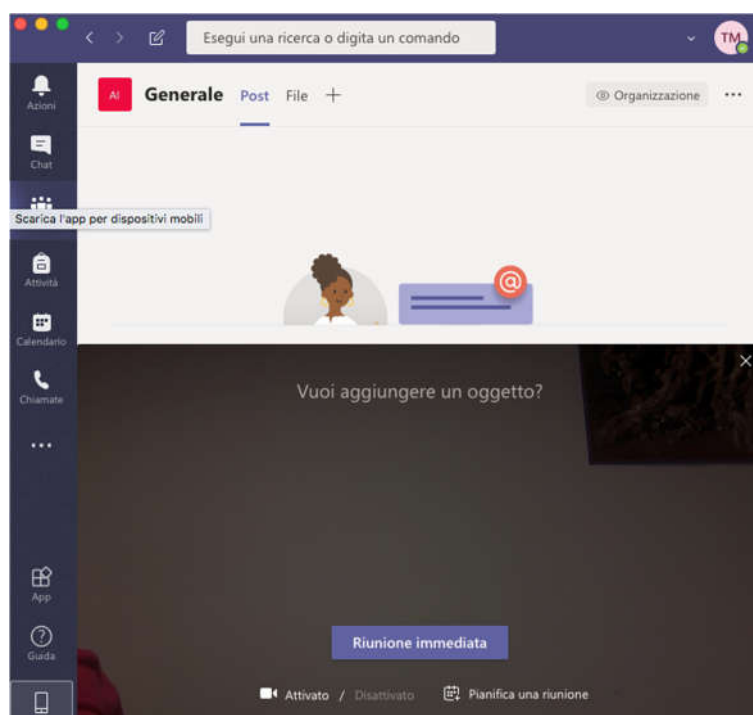 Esegui una ricerca o digita un comando
TM
Azioni
AI
Generale Post File +
Organizzazione
Chat
Scarica l'app per dispositivi mobili
@
Attività
Calendario
Chiamate
Vuoi aggiungere un oggetto?
Riunione immediata
Attivato / Disattivato
Pianifica una riunione
App
Guida